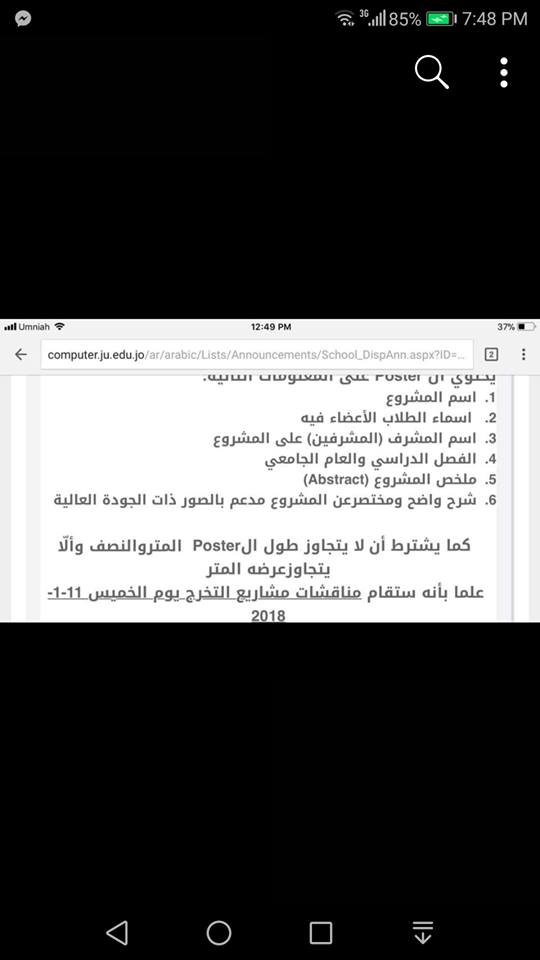 85% 3G 7:48 PM
Umniah 12:49 PM 37%
computer.ju.edu.jo/ar/arabic/Lists/Announcements/School_DispAnn.aspx?ID=... 2
يحتوي ال Poster على المعلومات التالية:
1. اسم المشروع
2. اسماء الطلاب الأعضاء فيه
3. اسم المشرف (المشرفين) على المشروع
4. الفصل الدراسي والعام الجامعي
5. ملخص المشروع (Abstract)
6. شرح واضح ومختصرعن المشروع مدعم بالصور ذات الجودة العالية
كما يشترط أن لا يتجاوز طول الPoster المتروالنصف وألّا
يتجاوزعرضه المتر
علما بأنه ستقام مناقشات مشاريع التخرج يوم الخميس 11-1-
2018